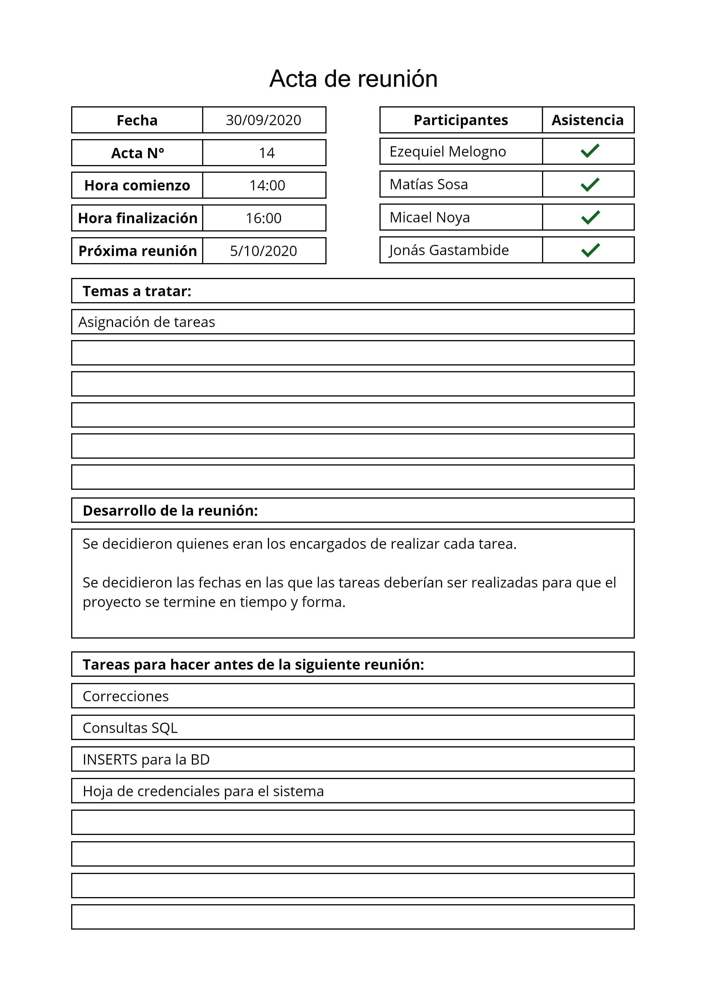 Acta de reunión
Fecha 30/09/2020
Acta N° 14
Hora comienzo 14:00
Hora finalización 16:00
Próxima reunión 5/10/2020
Participantes Asistencia
Ezequiel Melogno
Matías Sosa
Micael Noya
Jonás Gastambide
Temas a tratar:
Asignación de tareas
Desarrollo de la reunión:
Se decidieron quienes eran los encargados de realizar cada tarea.
Se decidieron las fechas en las que las tareas deberían ser realizadas para que el
proyecto se termine en tiempo y forma.
Tareas para hacer antes de la siguiente reunión:
Correcciones
Consultas SQL
INSERTS para la BD
Hoja de credenciales para el sistema